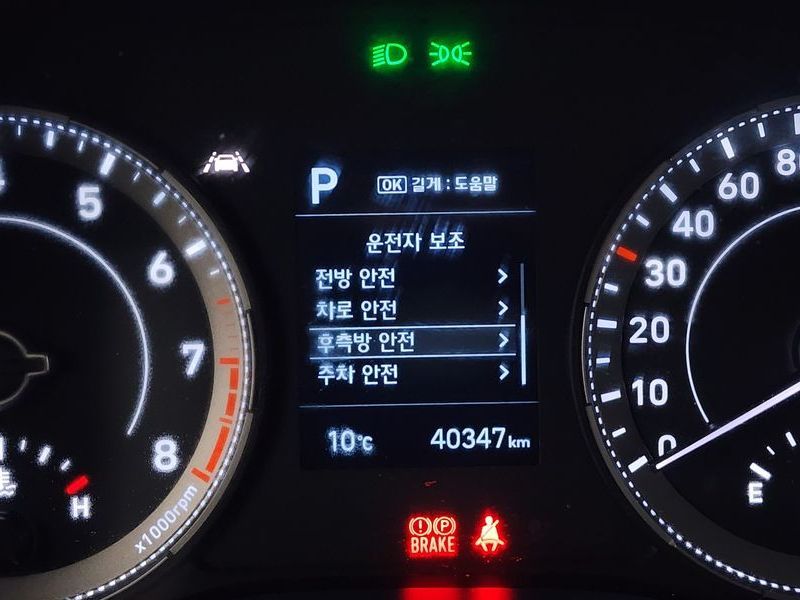 P OK 길게 : 도움말
운전자 보조
전방 안전
차로 안전
후측방 안전
주차 안전
10°C 40347 km
5
6
7
8
x1000rpm
H
80
60
40
30
20
10
0
E
(!) (P)
BRAKE